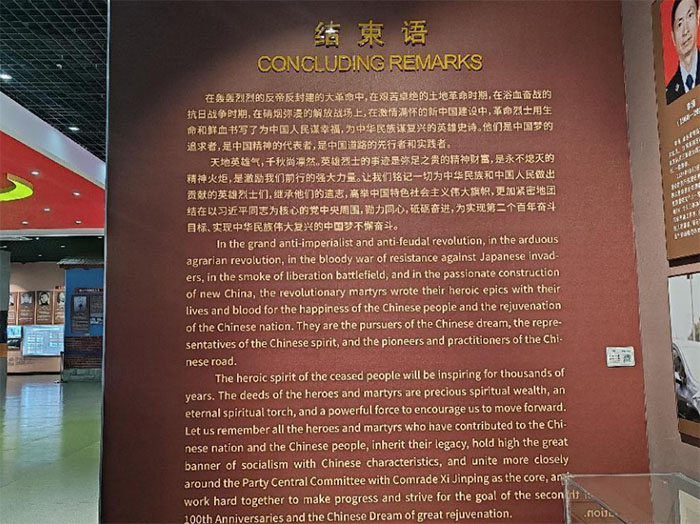 结束语
CONCLUDING REMARKS
在轰轰烈烈的反帝反封建的大革命中,在艰苦卓绝的土地革命时期,在浴血奋战的
抗日战争时期,在硝烟弥漫的解放战场上,在激情满怀的新中国建设中,革命烈士用生
命和鲜血书写了为中国人民谋幸福,为中华民族谋复兴的英雄史诗。他们是中国梦的
追求者,是中国精神的代表者,是中国道路的先行者和实践者。
天地英雄气,千秋尚凛然。英雄烈士的事迹是弥足之贵的精神财富,是永不熄灭的
精神火炬,是激励我们前行的强大力量。让我们铭记一切为中华民族和中国人民做出
贡献的英雄烈士们,继承他们的遗志,高举中国特色社会主义伟大旗帜,更加紧密地团
结在以习近平同志为核心的党中央周围,勠力同心,砥砺奋进,为实现第二个百年奋斗
目标、实现中华民族伟大复兴的中国梦不懈奋斗。
In the grand anti-imperialist and anti-feudal revolution, in the arduous
agrarian revolution, in the bloody war of resistance against Japanese invad-
ers, in the smoke of liberation battlefield, and in the passionate construction
of new China, the revolutionary martyrs wrote their heroic epics with their
lives and blood for the happiness of the Chinese people and the rejuvenation
of the Chinese nation. They are the pursuers of the Chinese dream, the repre-
sentatives of the Chinese spirit, and the pioneers and practitioners of the Chi-
nese road.
The heroic spirit of the ceased people will be inspiring for thousands of
years. The deeds of the heroes and martyrs are precious spiritual wealth, an
eternal spiritual torch, and a powerful force to encourage us to move forward.
Let us remember all the heroes and martyrs who have contributed to the Chi-
nese nation and the Chinese people, inherit their legacy, hold high the great
banner of socialism with Chinese characteristics, and unite more closely
around the Party Central Committee with Comrade Xi Jinping as the core, and
work hard together to make progress and strive for the goal of the second
100th Anniversaries and the Chinese Dream of great rejuvenation.